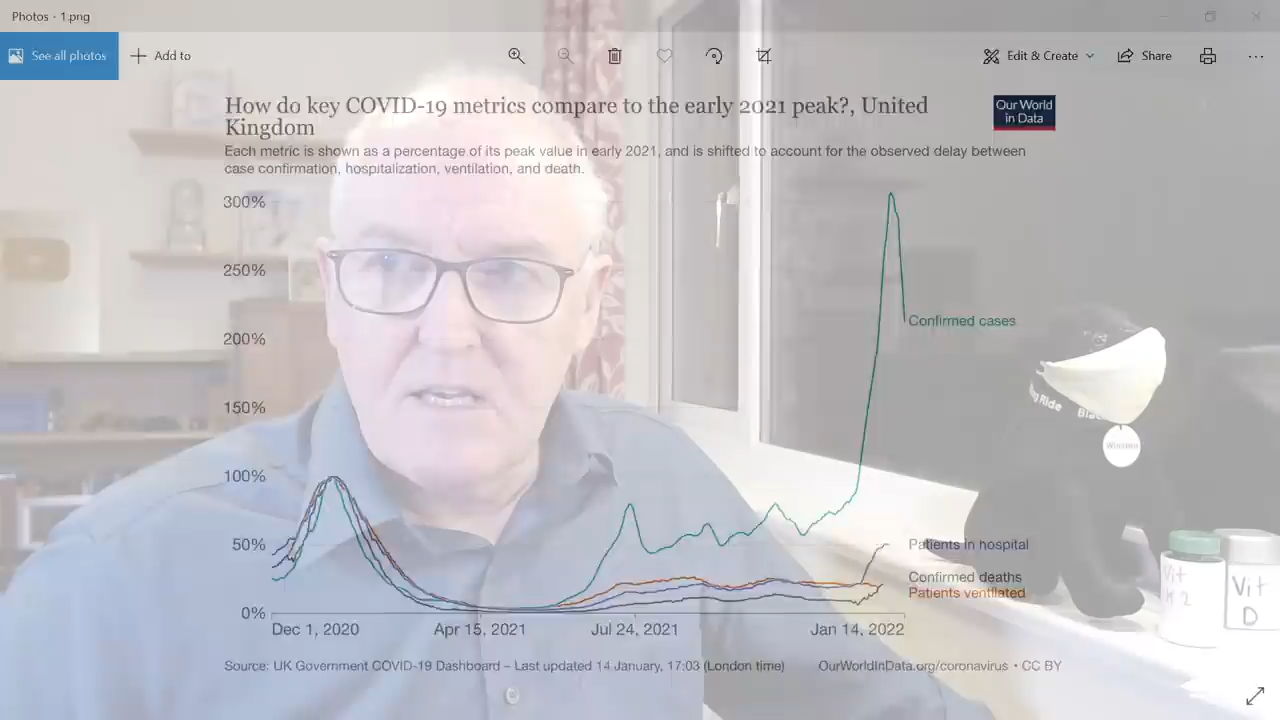 Photos - 1.png
See all photos
Add to
Edit & Create
Share
How do key COVID-19 metrics compare to the early 2021 peak?, United
Kingdom
Our World
in Data
Each metric is shown as a percentage of its peak value in early 2021, and is shifted to account for the observed delay between
case confirmation, hospitalization, ventilation, and death.
300%
250%
200%
150%
100%
50%
0%
Confirmed cases
Patients in hospital
Confirmed deaths
Patients ventilated
Dec 1, 2020
Apr 15, 2021
Jul 24, 2021
Jan 14, 2022
Source: UK Government COVID-19 Dashboard – Last updated 14 January, 17:03 (London time)
OurWorldInData.org/coronavirus • CC BY
Ride
Winston
Vit
K2
Vit
D